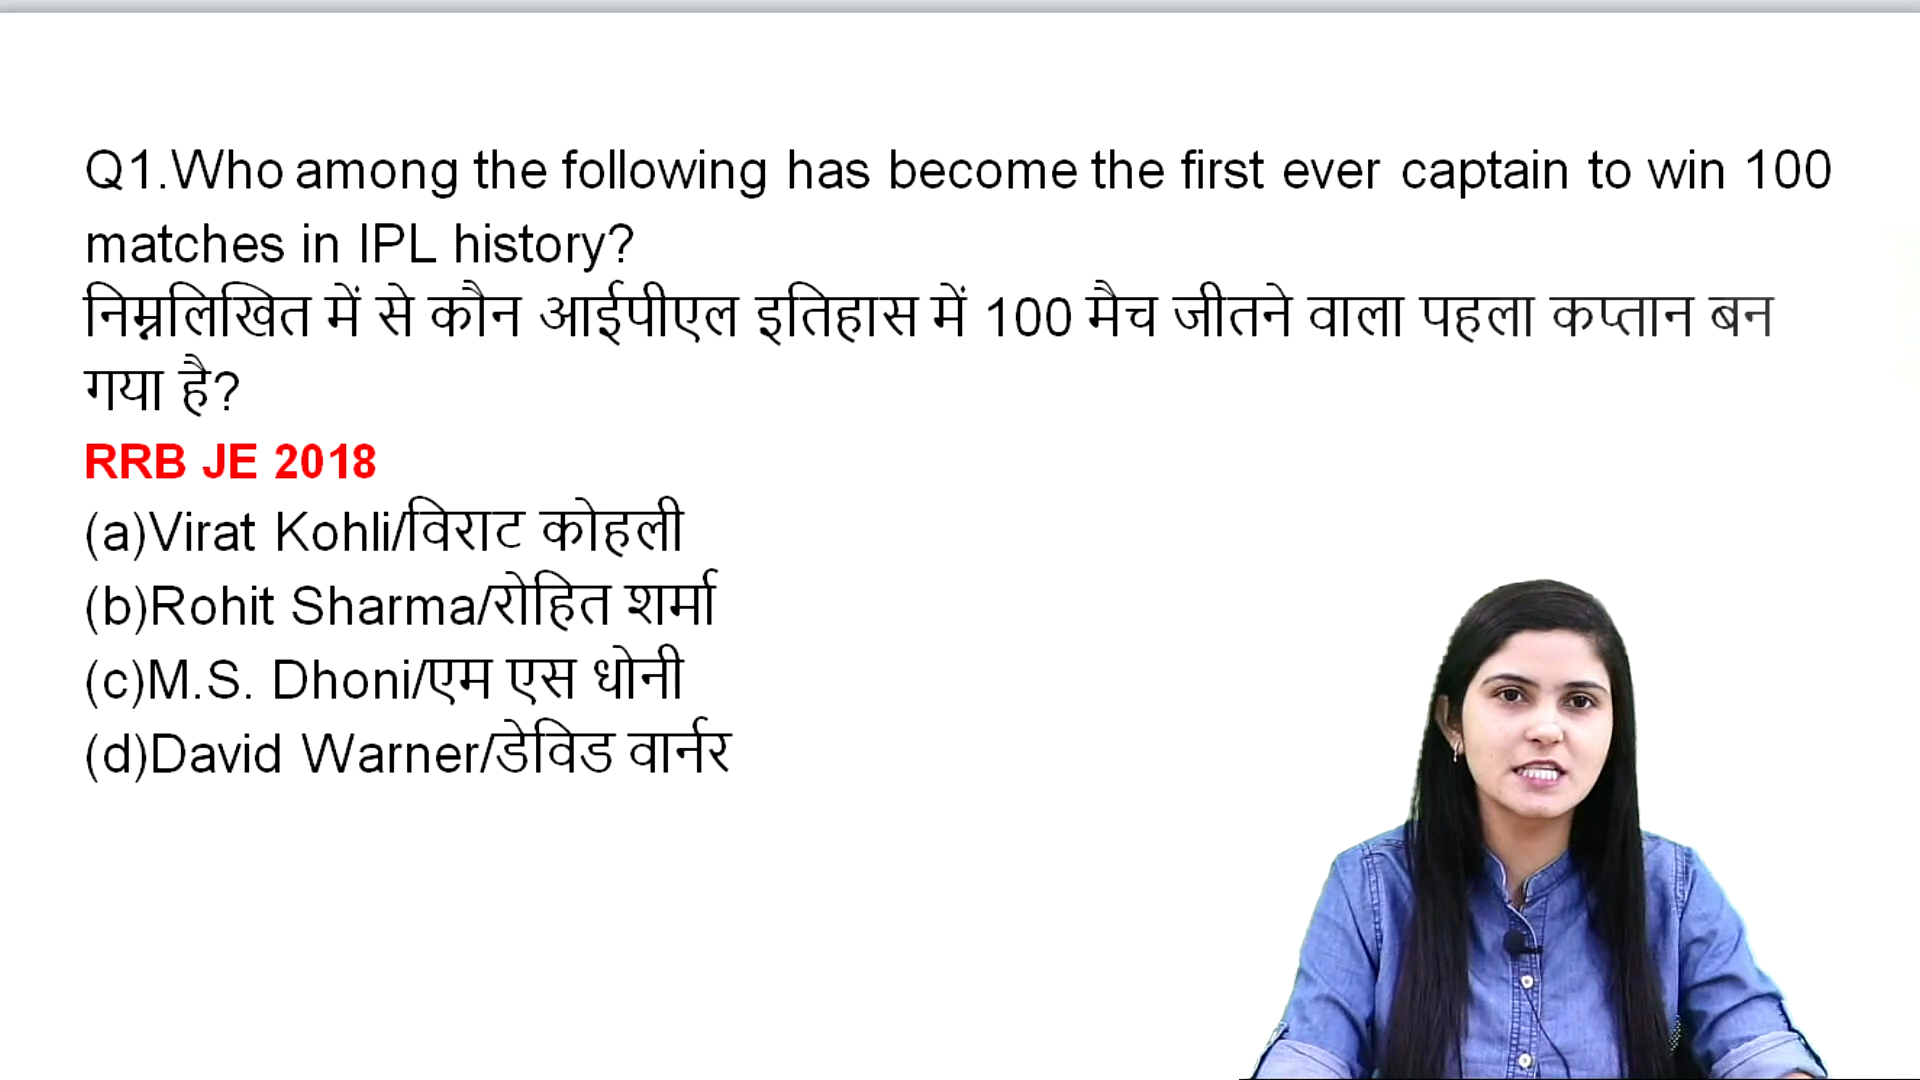 Q1.Who among the following has become the first ever captain to win 100
matches in IPL history?
निम्नलिखित में से कौन आईपीएल इतिहास में 100 मैच जीतने वाला पहला कप्तान बन
गया है?
RRB JE 2018
(a)Virat Kohli/विराट कोहली
(b)Rohit Sharma/रोहित शर्मा
(c)M.S. Dhoni/एम एस धोनी
(d)David Warner/डेविड वार्नर